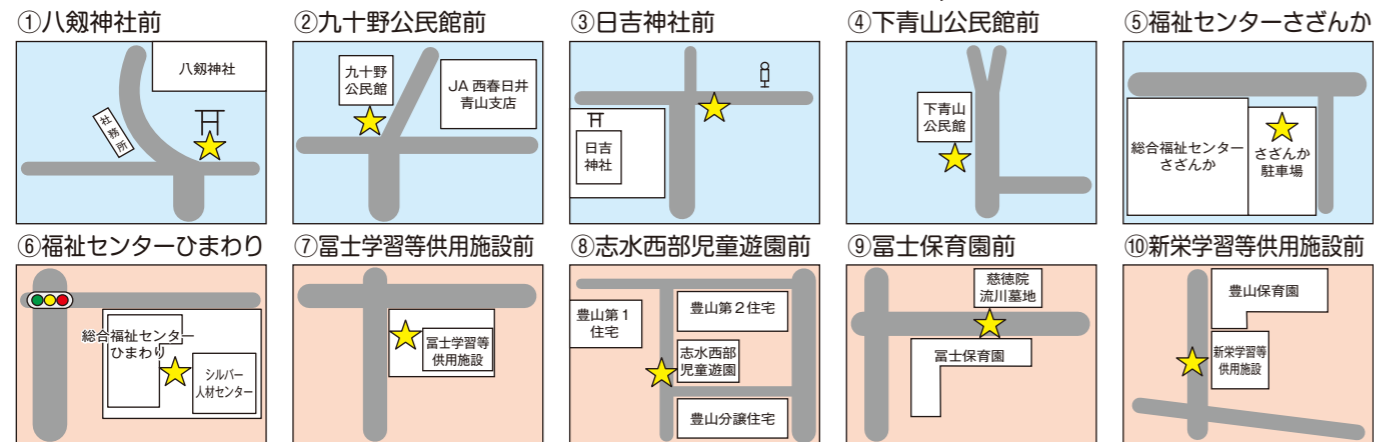 ①八剱神社前
八剱神社
社務所
②九十野公民館前
九十野
公民館
JA 西春日井
青山支店
③日吉神社前
日吉
神社
④下青山公民館前
下青山
公民館
⑤福祉センターさざんか
総合福祉センター
さざんか
さざんか
駐車場
⑥福祉センターひまわり
総合福祉センター
ひまわり
シルバー
人材センター
⑦冨士学習等供用施設前
冨士学習等
供用施設
⑧志水西部児童遊園前
豊山第1
住宅
豊山第2住宅
志水西部
児童遊園
豊山分譲住宅
⑨冨士保育園前
慈徳院
流川墓地
冨士保育園
⑩新栄学習等供用施設前
豊山保育園
新栄学習等
供用施設